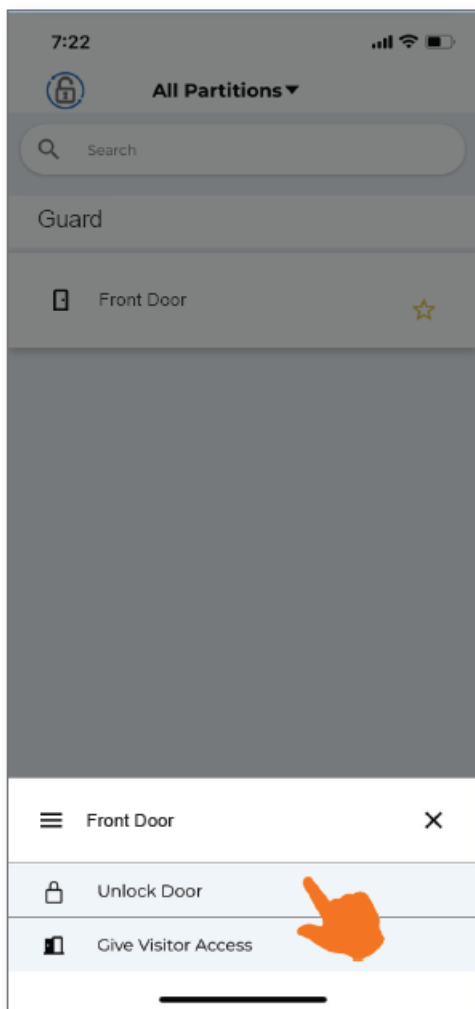 7:22
All Partitions
Search
Guard
Front Door
Front Door
Unlock Door
Give Visitor Access